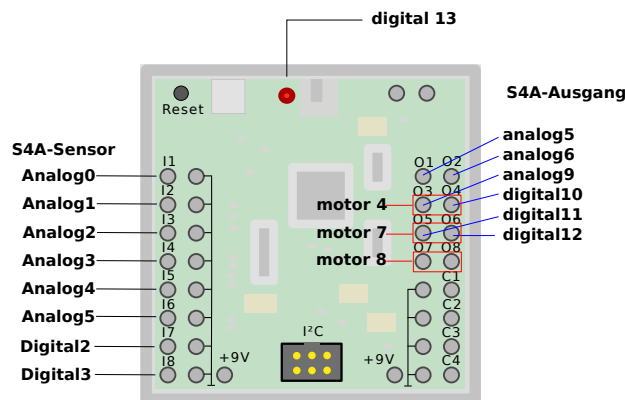 digital 13
Reset
S4A-Ausgang
S4A-Sensor
analog5
analog6
analog9
digital10
digital11
digital12
I1
Analog0
I2
Analog1
I3
Analog2
I4
Analog3
I5
Analog4
I6
Analog5
I7
Digital2
I8
Digital3
+9V
I²C
+9V
O1 O2
O3 O4
motor 4
O5 O6
motor 7
O7 O8
motor 8
C1
C2
C3
C4